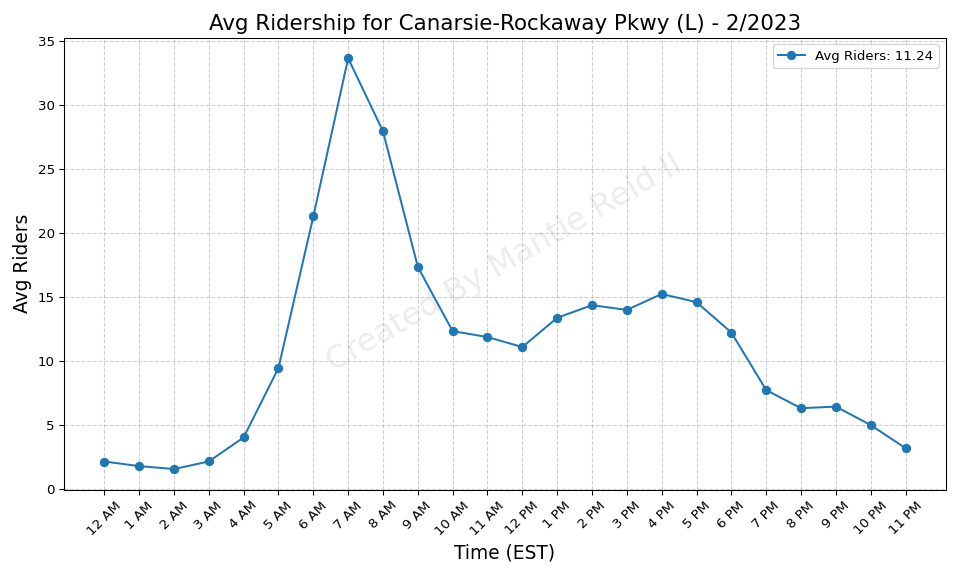 Avg Ridership for Canarsie-Rockaway Pkwy (L) - 2/2023
Avg Riders: 11.24
Avg Riders
35
30
25
20
15
10
5
0
Created By Mantie Reid II
12 AM
1 AM
2 AM
3 AM
4 AM
5 AM
6 AM
7 AM
8 AM
9 AM
10 AM
11 AM
12 PM
1 PM
2 PM
3 PM
4 PM
5 PM
6 PM
7 PM
8 PM
9 PM
10 PM
11 PM
Time (EST)